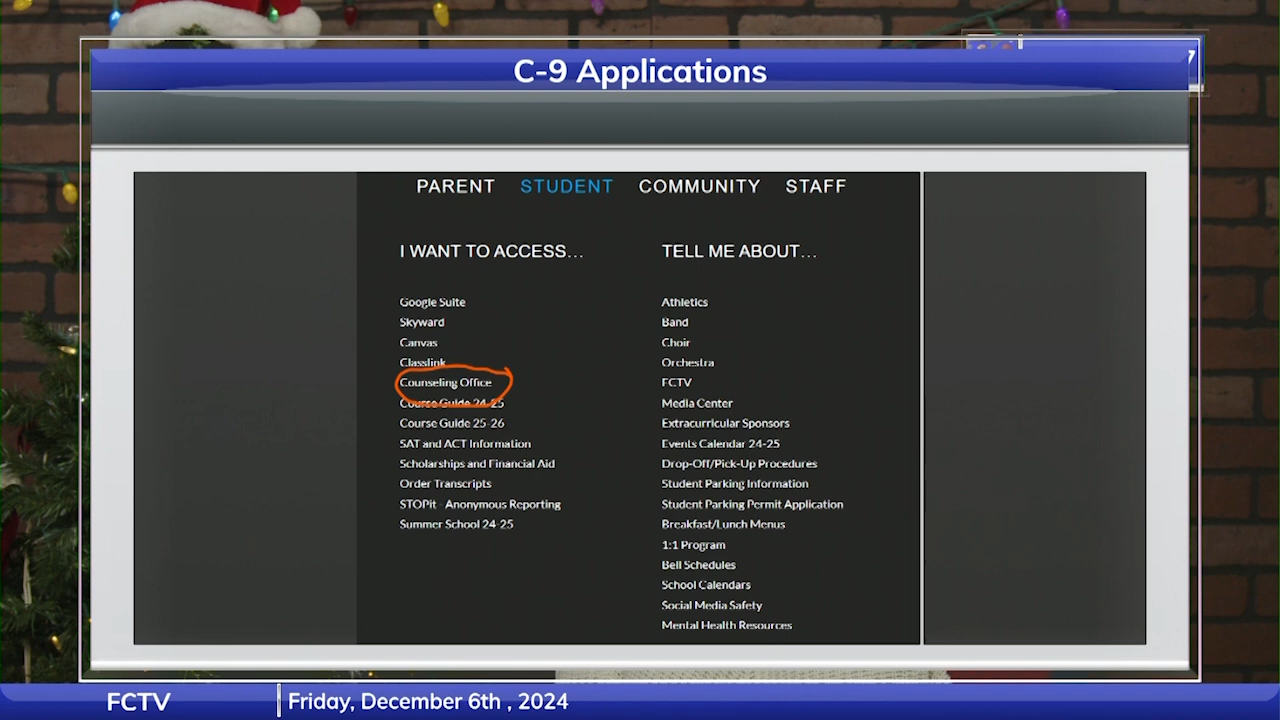 C-9 Applications
7
PARENT STUDENT COMMUNITY STAFF
I WANT TO ACCESS...
Google Suite
Skyward
Canvas
Classlink
Counseling Office
Course Guide 24-25
Course Guide 25-26
SAT and ACT Information
Scholarships and Financial Aid
Order Transcripts
STOPit Anonymous Reporting
Summer School 24-25
TELL ME ABOUT...
Athletics
Band
Choir
Orchestra
FCTV
Media Center
Extracurricular Sponsors
Events Calendar 24-25
Drop-Off/Pick-Up Procedures
Student Parking Information
Student Parking Permit Application
Breakfast/Lunch Menus
1:1 Program
Bell Schedules
School Calendars
Social Media Safety
Mental Health Resources
FCTV
Friday, December 6th , 2024